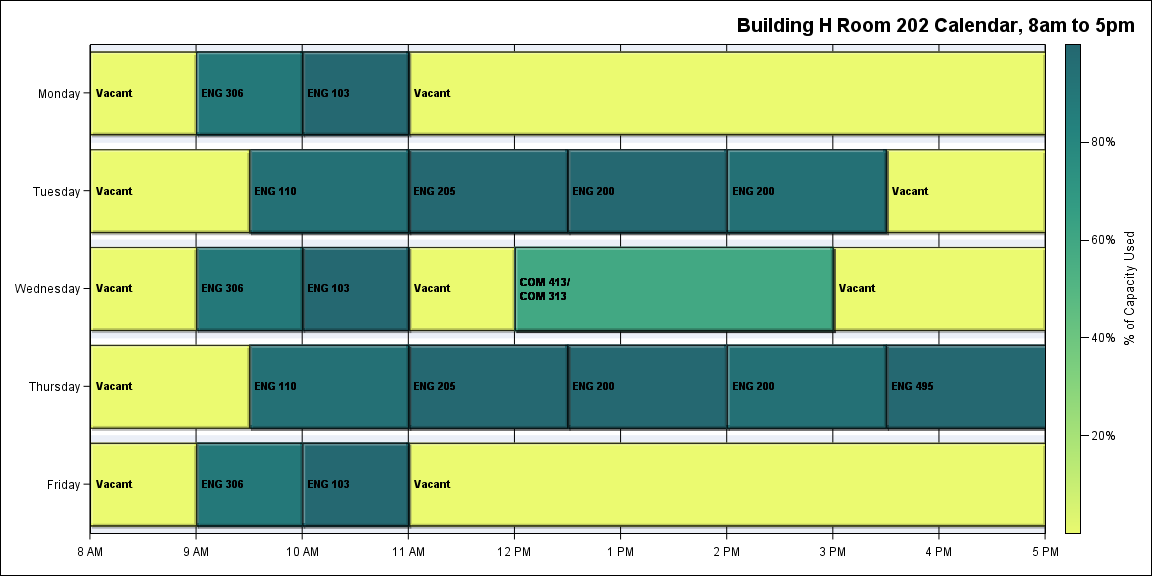 Building H Room 202 Calendar, 8am to 5pm
Monday
Vacant
ENG 306
ENG 103
Vacant
Tuesday
Vacant
ENG 110
ENG 205
ENG 200
ENG 200
Vacant
Wednesday
Vacant
ENG 306
ENG 103
Vacant
COM 413/
COM 313
Vacant
Thursday
Vacant
ENG 110
ENG 205
ENG 200
ENG 200
ENG 495
Friday
Vacant
ENG 306
ENG 103
Vacant
8 AM
9 AM
10 AM
11 AM
12 PM
1 PM
2 PM
3 PM
4 PM
5 PM
80%
60%
40%
20%
% of Capacity Used